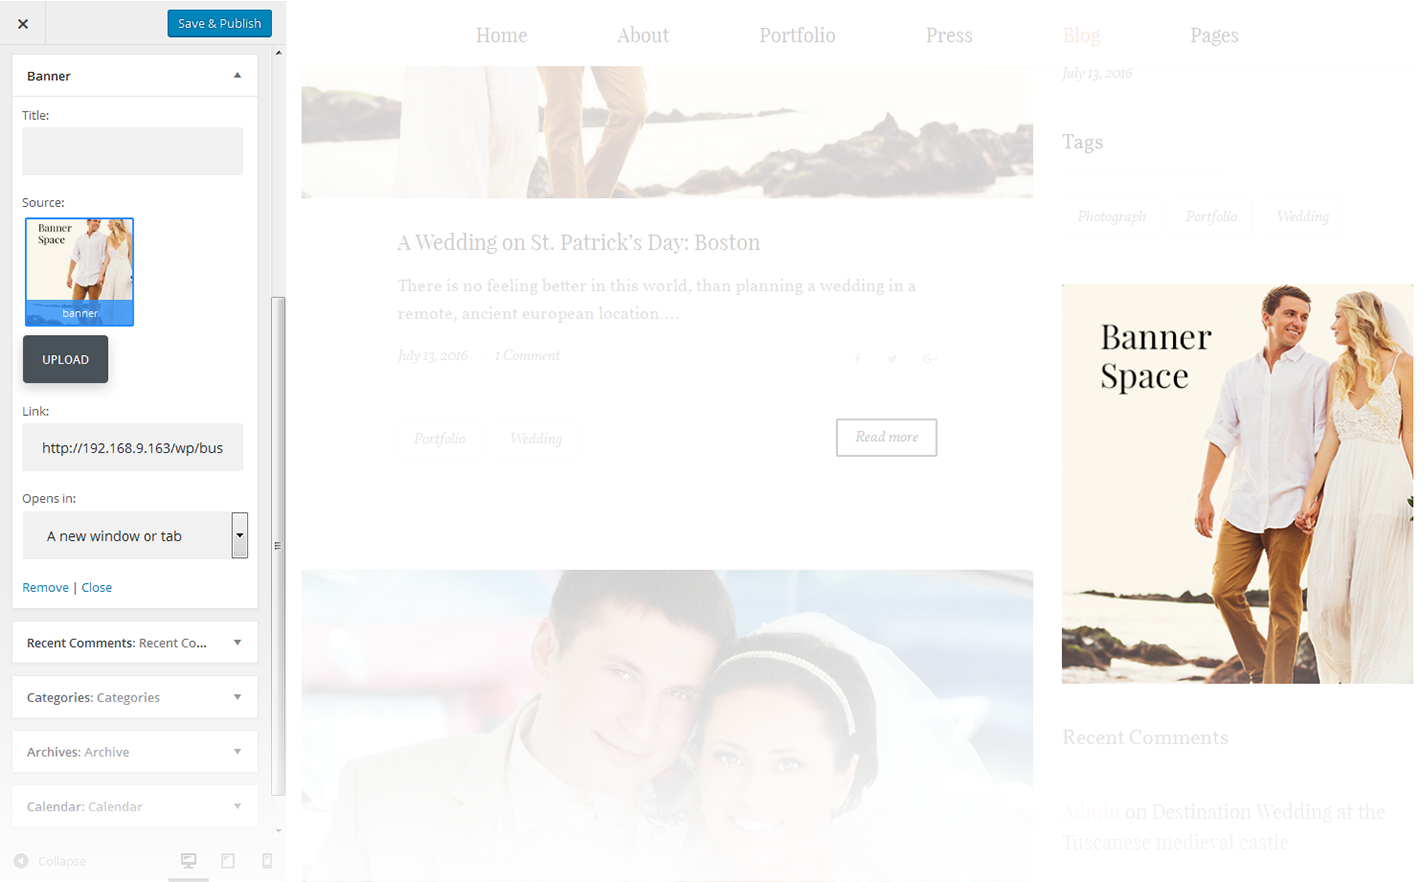 Save & Publish
Banner
Title:
Source:
Banner
Space
banner
UPLOAD
Link:
http://192.168.9.163/wp/bus
Opens in:
A new window or tab
Remove | Close
Recent Comments: Recent Co...
Categories: Categories
Archives: Archive
Calendar: Calendar
Collapse
Home About Portfolio Press Blog Pages
A Wedding on St. Patrick's Day: Boston
There is no feeling better in this world, than planning a wedding in a
remote, ancient european location....
July 13, 2016 1 Comment
Portfolio Wedding
Read more
July 13, 2016
Tags
Photograph Portfolio Wedding
Banner
Space
Recent Comments
Admin on Destination Wedding at the
Tuscanese medieval castle